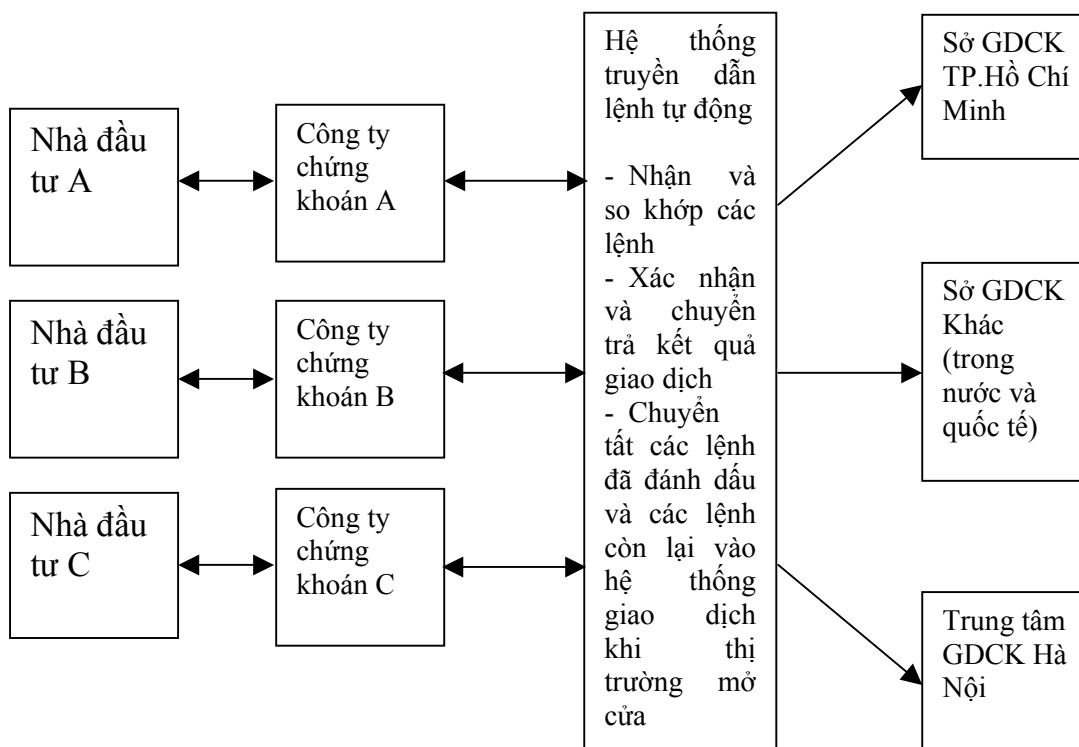 Nhà đầu
tư A
Công ty
chứng
khoán A
Nhà đầu
tư B
Công ty
chứng
khoán B
Nhà đầu
tư C
Công ty
chứng
khoán C
Hệ thống
truyền dẫn
lệnh tự động
- Nhận và
so khớp các
lệnh
- Xác nhận
và chuyển
trả kết quả
giao dịch
- Chuyển
tất các lệnh
đã đánh dấu
và các lệnh
còn lại vào
hệ thống
giao dịch
khi thị
trường mở
cửa
Sở GDCK
TP.Hồ Chí
Minh
Sở GDCK
Khác
(trong
nước và
quốc tế)
Trung tâm
GDCK Hà
Nội